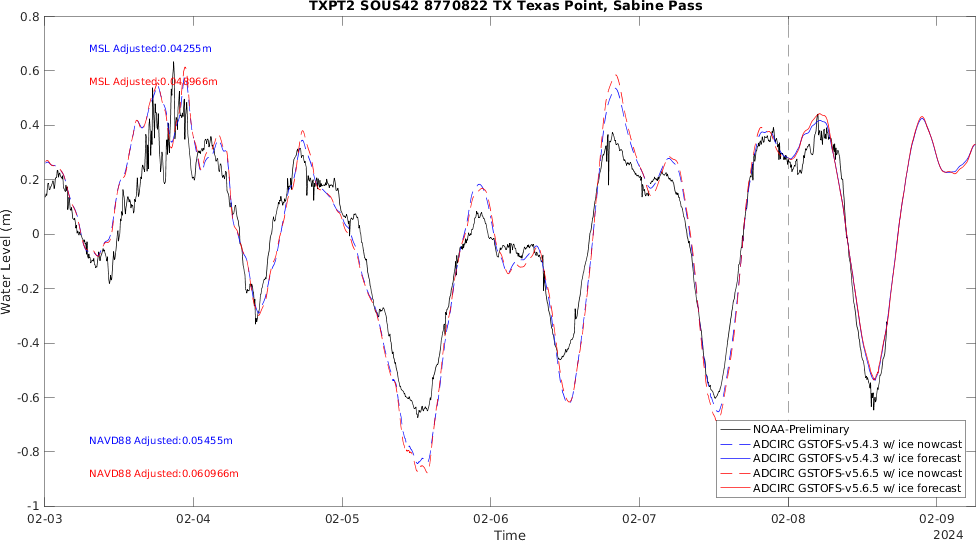 TXPT2 SOUS42 8770822 TX Texas Point, Sabine Pass
0.8
0.6
0.4
0.2
0
-0.2
-0.4
-0.6
-0.8
-1
Water Level (m)
MSL Adjusted:0.04255m
MSL Adjusted:0.048966m
NAVD88 Adjusted:0.05455m
NAVD88 Adjusted:0.060966m
NOAA-Preliminary
ADCIRC GSTOFS-v5.4.3 w/ ice nowcast
ADCIRC GSTOFS-v5.4.3 w/ ice forecast
ADCIRC GSTOFS-v5.6.5 w/ ice nowcast
ADCIRC GSTOFS-v5.6.5 w/ ice forecast
02-03 02-04 02-05 02-06 02-07 02-08 02-09
Time
2024